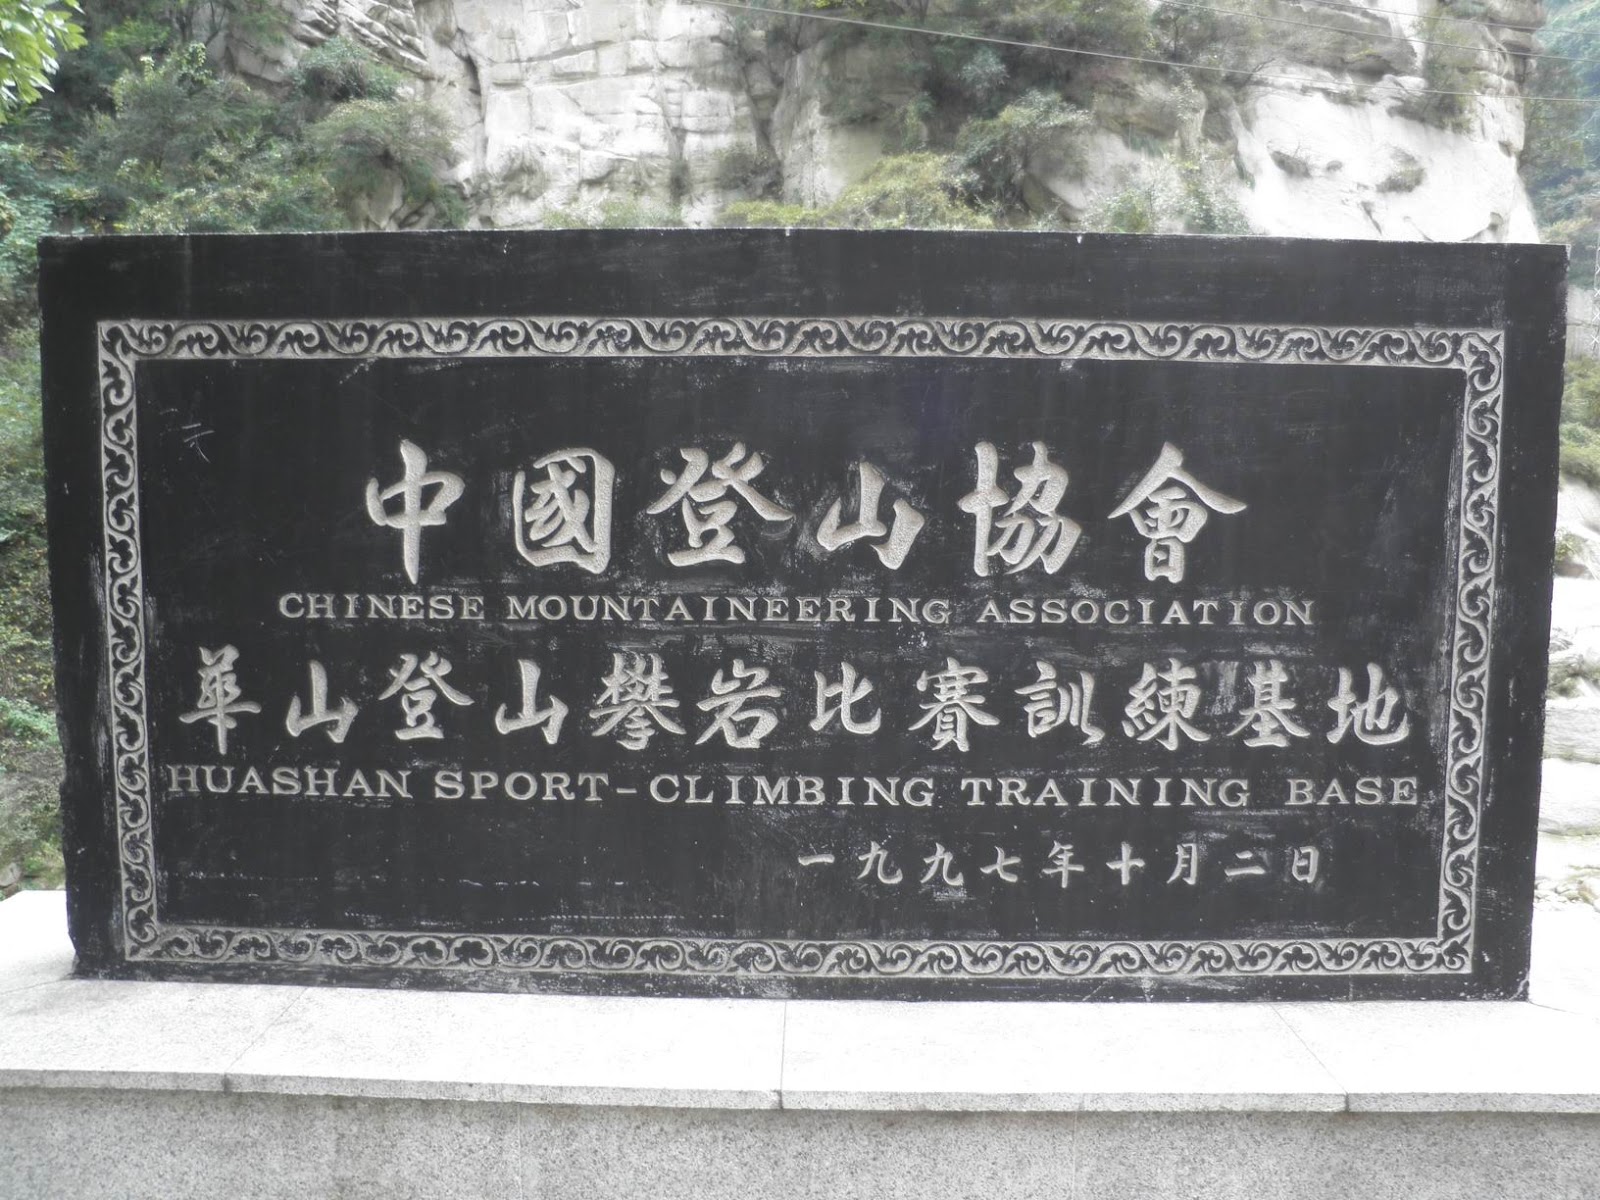 中國登山協會
CHINESE MOUNTAINEERING ASSOCIATION
華山登山攀岩比賽訓練基地
HUASHAN SPORT-CLIMBING TRAINING BASE
一九九七年十月二日